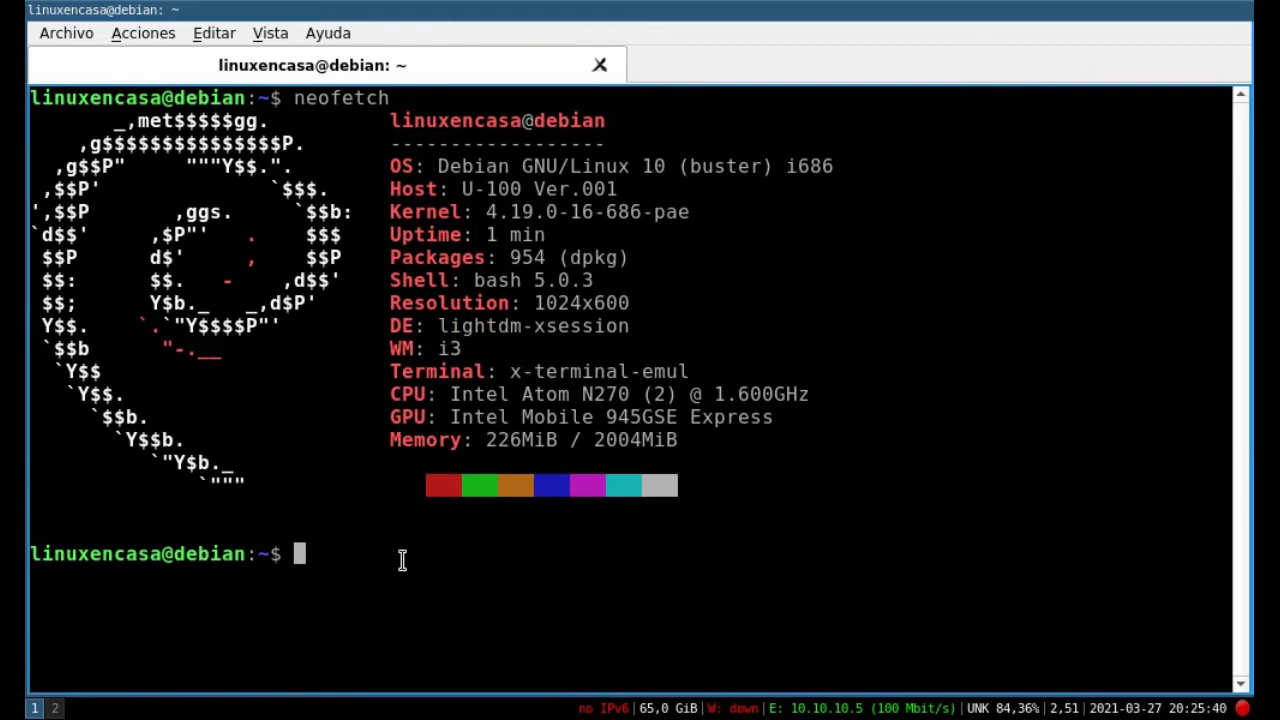 linuxencasa@debian: ~
Archivo Acciones Editar Vista Ayuda
linuxencasa@debian: ~
linuxencasa@debian:~$ neofetch
       _,met$$$$$gg.          linuxencasa@debian
    ,g$$$$$$$$$$$$$$$P.       ------------------
  ,g$$P"     """Y$$.".        OS: Debian GNU/Linux 10 (buster) i686
 ,$$P'              `$$$.     Host: U-100 Ver.001
',$$P       ,ggs.     `$$b:   Kernel: 4.19.0-16-686-pae
`d$$'     ,$P"'   .    $$$    Uptime: 1 min
 $$P      d$'     ,    $$P    Packages: 954 (dpkg)
 $$:      $$.   -    ,d$$'    Shell: bash 5.0.3
 $$;      Y$b._   _,d$P'      Resolution: 1024x600
 Y$$.    `.`"Y$$$$P"'         DE: lightdm-xsession
 `$$b      "-.__              WM: i3
  `Y$$                        Terminal: x-terminal-emul
   `Y$$.                      CPU: Intel Atom N270 (2) @ 1.600GHz
     `$$b.                    GPU: Intel Mobile 945GSE Express
       `Y$$b.                 Memory: 226MiB / 2004MiB
          `"Y$b._
              `"""
linuxencasa@debian:~$
1 2 no IPv6|65,0 GiB|W: down|E: 10.10.10.5 (100 Mbit/s)|UNK 84,36%|2,51|2021-03-27 20:25:40